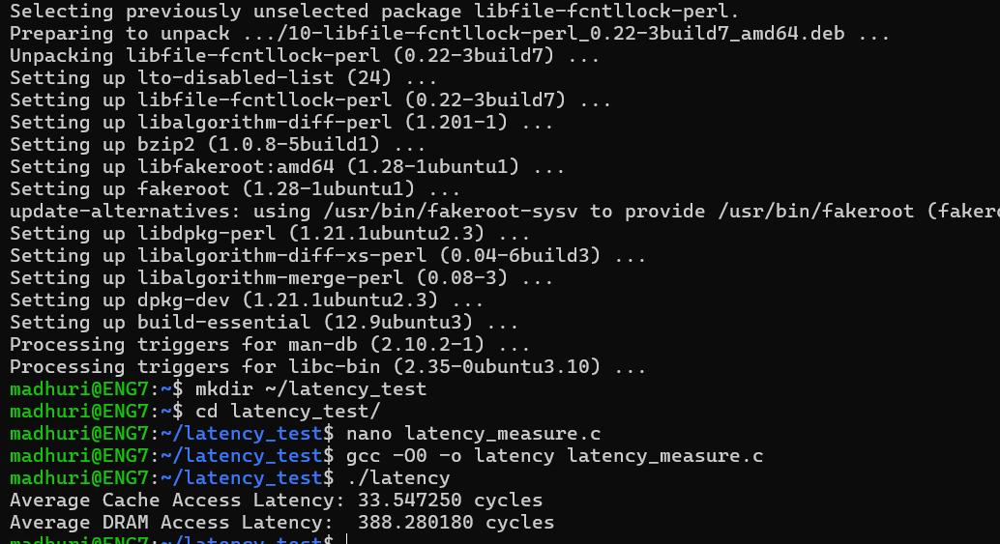 Selecting previously unselected package libfile-fcntllock-perl.
Preparing to unpack .../10-libfile-fcntllock-perl_0.22-3build7_amd64.deb ...
Unpacking libfile-fcntllock-perl (0.22-3build7) ...
Setting up lto-disabled-list (24) ...
Setting up libfile-fcntllock-perl (0.22-3build7) ...
Setting up libalgorithm-diff-perl (1.201-1) ...
Setting up bzip2 (1.0.8-5build1) ...
Setting up libfakeroot:amd64 (1.28-1ubuntu1) ...
Setting up fakeroot (1.28-1ubuntu1) ...
update-alternatives: using /usr/bin/fakeroot-sysv to provide /usr/bin/fakeroot (faker
Setting up libdpkg-perl (1.21.1ubuntu2.3) ...
Setting up libalgorithm-diff-xs-perl (0.04-6build3) ...
Setting up libalgorithm-merge-perl (0.08-3) ...
Setting up dpkg-dev (1.21.1ubuntu2.3) ...
Setting up build-essential (12.9ubuntu3) ...
Processing triggers for man-db (2.10.2-1) ...
Processing triggers for libc-bin (2.35-0ubuntu3.10) ...
madhuri@ENG7:~$ mkdir ~/latency_test
madhuri@ENG7:~$ cd latency_test/
madhuri@ENG7:~/latency_test$ nano latency_measure.c
madhuri@ENG7:~/latency_test$ gcc -O0 -o latency latency_measure.c
madhuri@ENG7:~/latency_test$ ./latency
Average Cache Access Latency: 33.547250 cycles
Average DRAM Access Latency:  388.280180 cycles
madhuri@ENG7:~/latency_test$